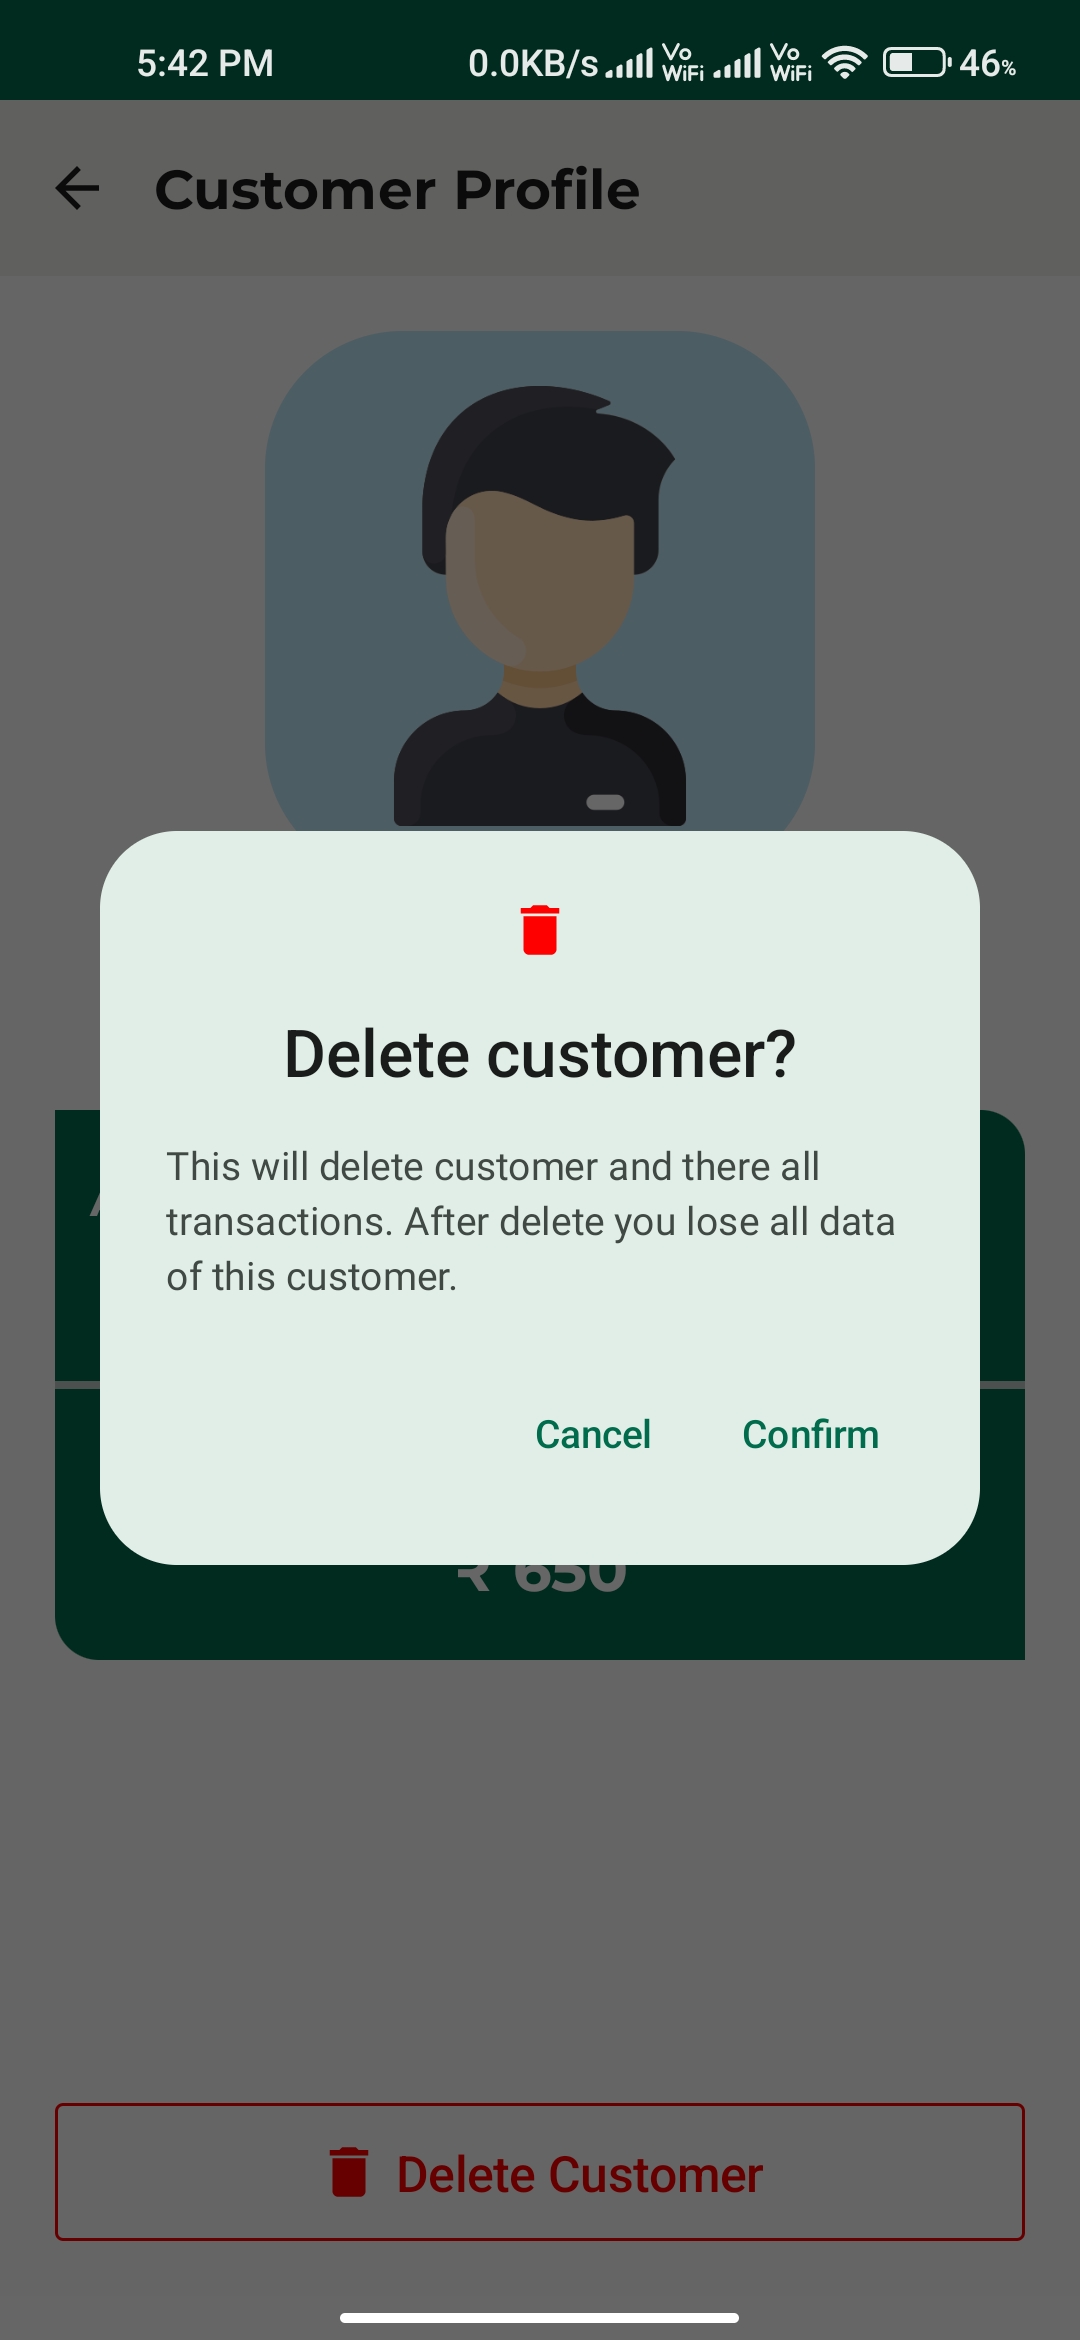 5:42 PM 0.0KB/s Vo WiFi Vo WiFi 46%
Customer Profile
Delete customer?
This will delete customer and there all
transactions. After delete you lose all data
of this customer.
Cancel Confirm
₹ 650
Delete Customer